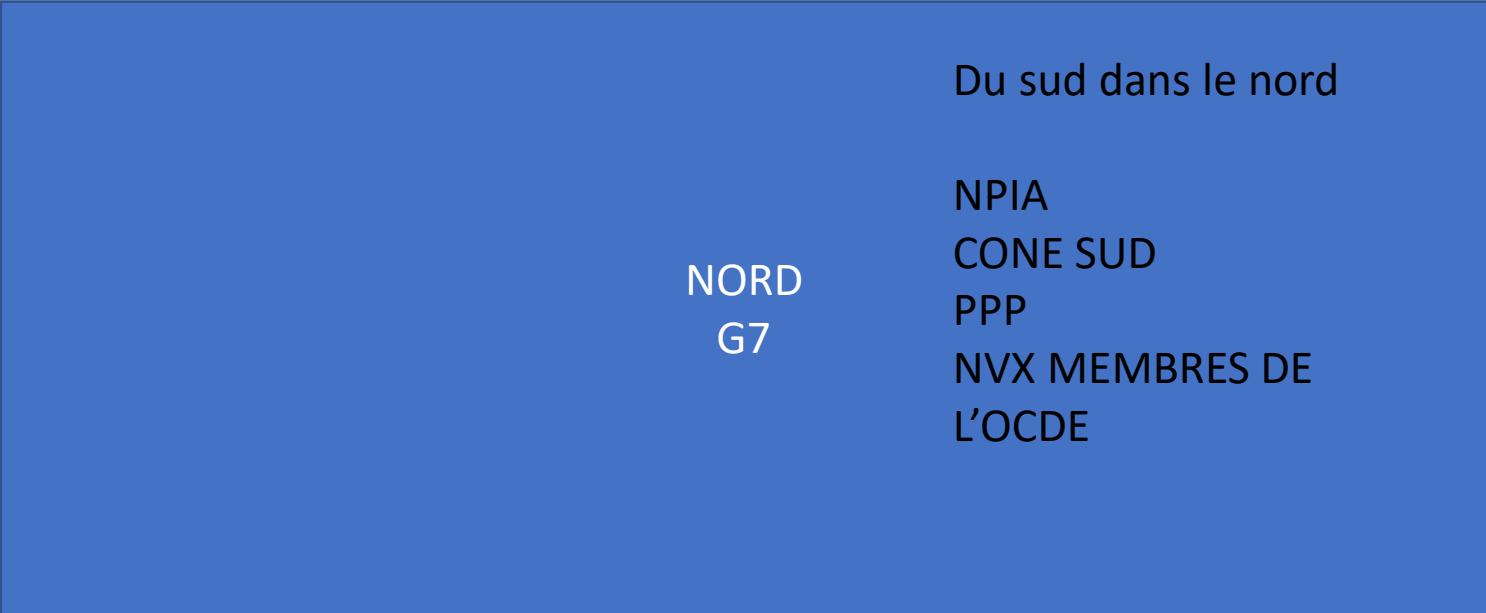 NORD
G7
Du sud dans le nord
NPIA
CONE SUD
PPP
NVX MEMBRES DE
L’OCDE